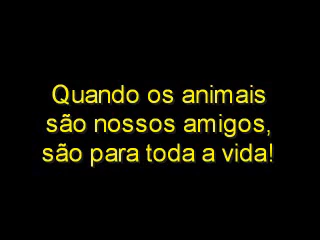 Quando os animais
são nossos amigos,
são para toda a vida!